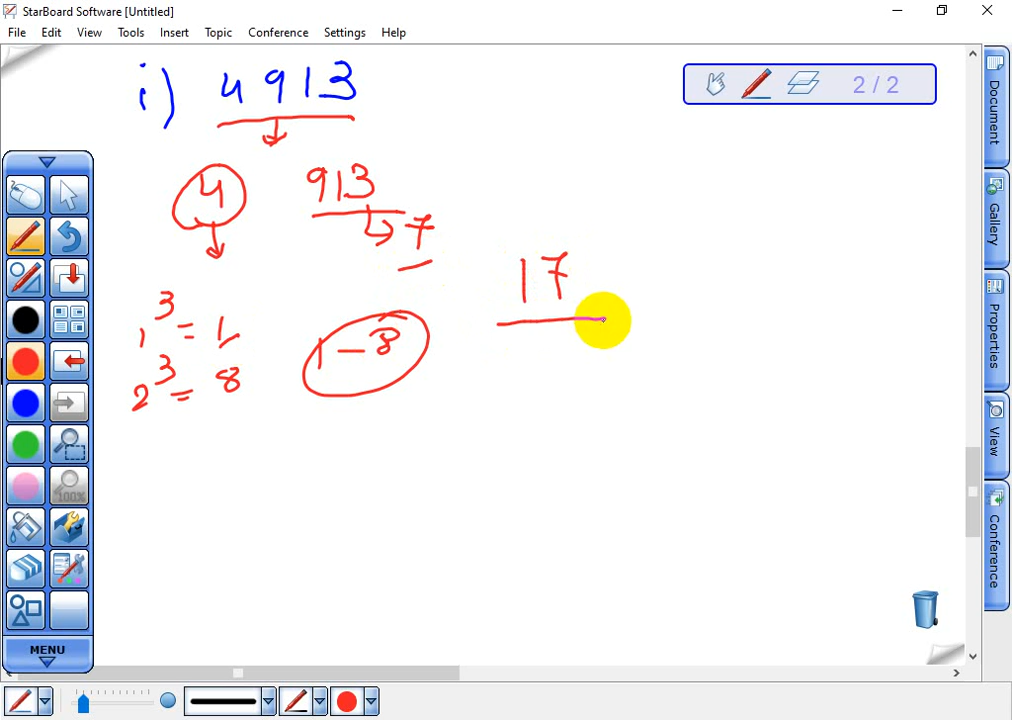 StarBoard Software [Untitled]
File Edit View Tools Insert Topic Conference Settings Help
i) 4913
2 / 2
4 913
7
17
1³ = 1
1 – 8
2³ = 8
100%
MENU
Document
Gallery
Properties
View
Conference